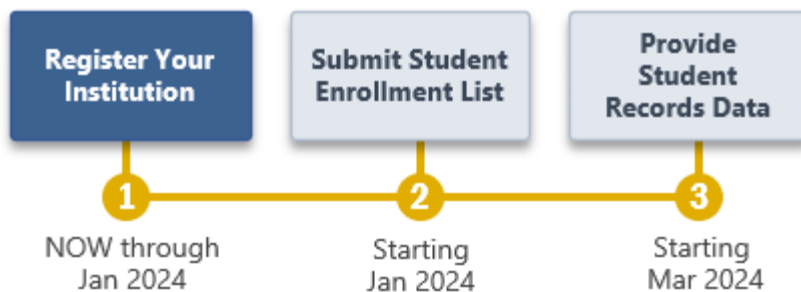 Register Your
Institution
1
NOW through
Jan 2024
Submit Student
Enrollment List
2
Starting
Jan 2024
Provide
Student
Records Data
3
Starting
Mar 2024